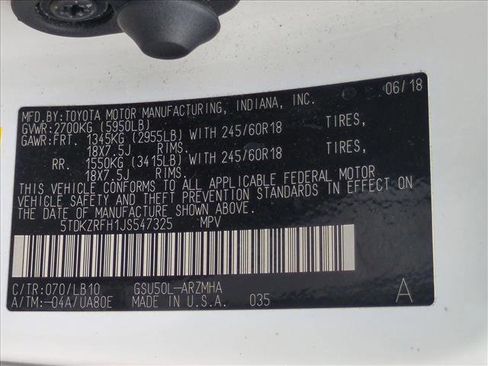 MFD.BY:TOYOTA MOTOR MANUFACTURING, INDIANA, INC. 06/18
GVWR:2700KG (5950LB)
GAWR:FRT. 1345KG (2955LB) WITH 245/60R18 TIRES,
18X7.5J RIMS.
RR. 1550KG (3415LB) WITH 245/60R18 TIRES,
18X7.5J RIMS.
THIS VEHICLE CONFORMS TO ALL APPLICABLE FEDERAL MOTOR
VEHICLE SAFETY AND BUMPER STANDARDS IN EFFECT ON
THE DATE OF MANUFACTURE SHOWN ABOVE.
5TDKZRFH1JS547325 MPV
C/TR:070/LB10 GSU50L-ARZMHA
A/TM:-04A/UA80E MADE IN U.S.A. 035 A